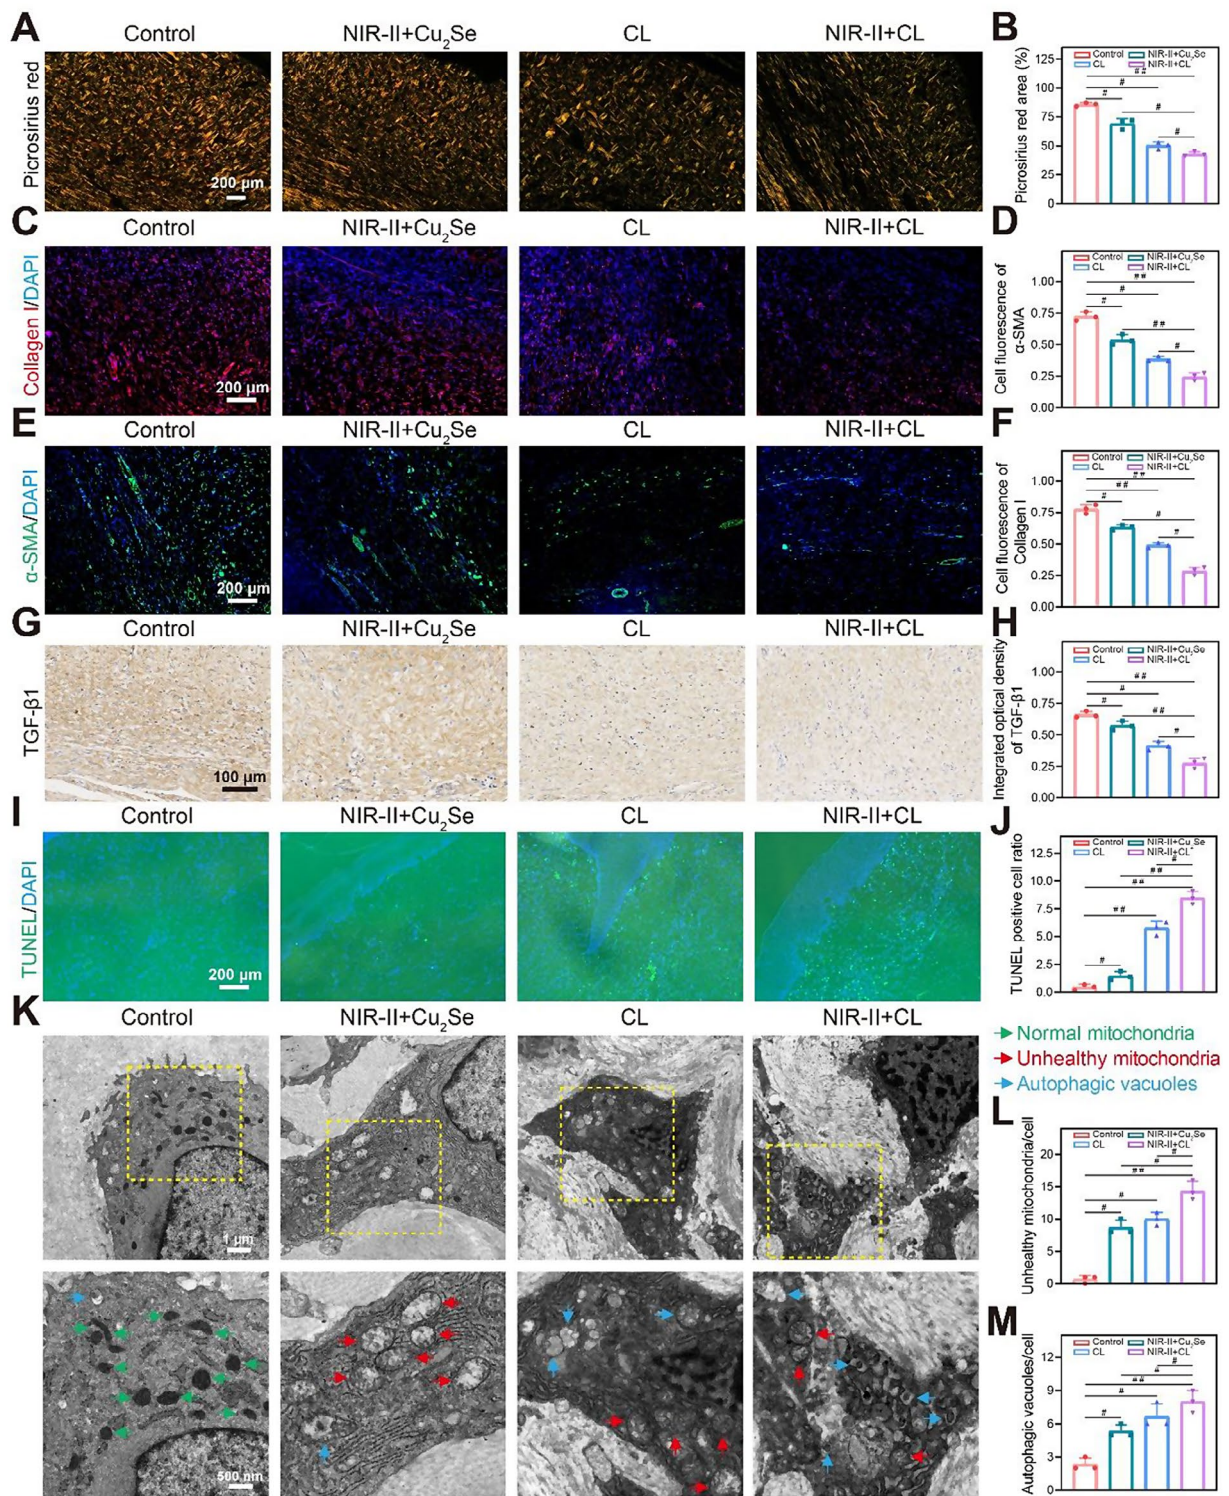 A
Control
NIR-II+Cu2Se
CL
NIR-II+CL
Picrosirius red
200 μm
B
Control
NIR-II+Cu2Se
CL
NIR-II+CL
Picrosirius red area (%)
125
100
75
50
25
0
##
#
#
#
C
Control
NIR-II+Cu2Se
CL
NIR-II+CL
Collagen I/DAPI
200 μm
D
Control
NIR-II+Cu2Se
CL
NIR-II+CL
Cell fluorescence of
α-SMA
1.00
0.75
0.50
0.25
0.00
##
#
#
##
#
E
Control
NIR-II+Cu2Se
CL
NIR-II+CL
α-SMA/DAPI
200 μm
F
Control
NIR-II+Cu2Se
CL
NIR-II+CL
Cell fluorescence of
Collagen I
1.00
0.75
0.50
0.25
0.00
##
##
#
#
#
G
Control
NIR-II+Cu2Se
CL
NIR-II+CL
TGF-β1
100 μm
H
Control
NIR-II+Cu2Se
CL
NIR-II+CL
Integrated optical density
of TGF-β1
1.00
0.75
0.50
0.25
0.00
##
#
#
##
#
I
Control
NIR-II+Cu2Se
CL
NIR-II+CL
TUNEL/DAPI
200 μm
J
Control
NIR-II+Cu2Se
CL
NIR-II+CL
TUNEL positive cell ratio
12.5
10.0
7.5
5.0
2.5
0.0
#
##
##
##
#
K
Control
NIR-II+Cu2Se
CL
NIR-II+CL
1 μm
500 nm
Normal mitochondria
Unhealthy mitochondria
Autophagic vacuoles
L
Control
NIR-II+Cu2Se
CL
NIR-II+CL
Unhealthy mitochondria/cell
20
15
10
5
0
#
#
##
#
#
M
Control
NIR-II+Cu2Se
CL
NIR-II+CL
Autophagic vacuoles/cell
12
9
6
3
0
#
#
##
#
#